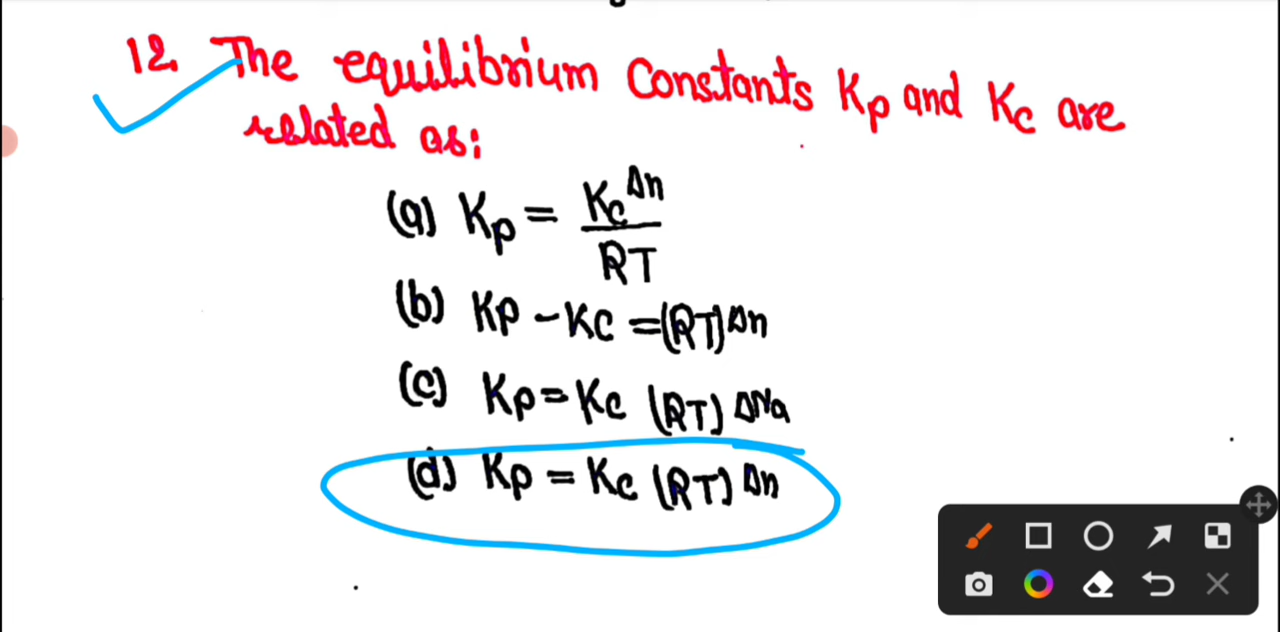 12. The equilibrium Constants Kp and Kc are
related as:
(a) Kp = Kc^Δn / RT
(b) Kp - Kc = (RT)^Δn
(c) Kp = Kc (RT) ΔNa
(d) Kp = Kc (RT) Δn